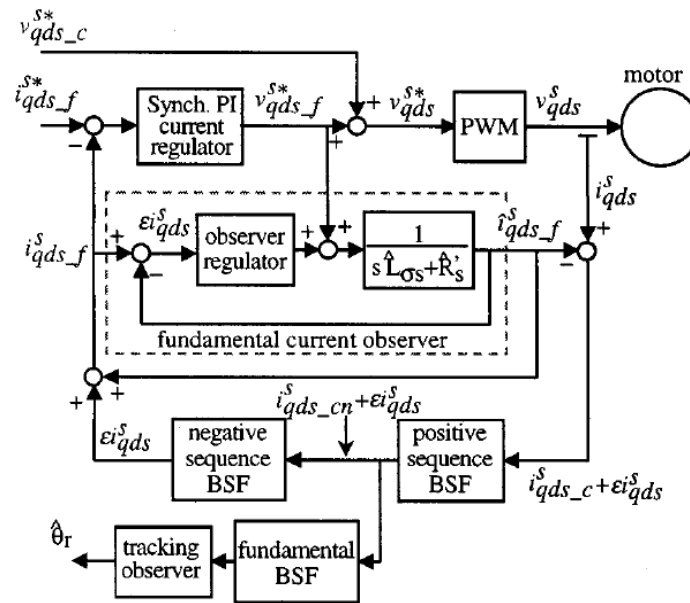 v^{s*}_{qds_c}
i^{s*}_{qds_f}
Synch. PI
current
regulator
v^{s*}_{qds_f}
v^{s*}_{qds}
PWM
v^s_{qds}
motor
−
+
+
i^s_{qds}
i^s_{qds_f}
+
−
εi^s_{qds}
observer
regulator
+
+
1
sL̂_{σs}+R̂'_s
î^s_{qds_f}
+
−
fundamental current observer
+
+
εi^s_{qds}
negative
sequence
BSF
i^s_{qds_cn}+εi^s_{qds}
positive
sequence
BSF
i^s_{qds_c}+εi^s_{qds}
θ̂_r
tracking
observer
fundamental
BSF